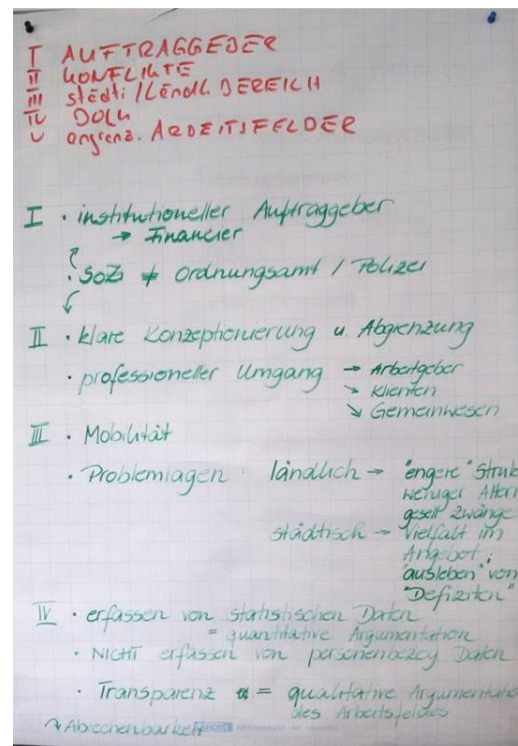 I AUFTRAGGEBER
II KONFLIKTE
III städti / ländl. BEREICH
IV DOKU
V angrenz. ARBEITSFELDER
I · institutioneller Auftraggeber
→ Financier
· SoZi ≠ Ordnungsamt / Polizei
II · klare Konzeptionierung u. Abgrenzung
· professioneller Umgang → Arbeitgeber
↘ Klienten
↘ Gemeinwesen
III · Mobilität
· Problemlagen ländlich → "engere" Struk
weniger Altern
gesell. Zwänge
städtisch → Vielfalt im
Angebot;
"ausleben" von
"Defiziten"
IV · erfassen von statistischen Daten
= quantitative Argumentation
· NICHT erfassen von personenbezog Daten
· Transparenz = qualitative Argumentatio
des Arbeitsfeldes
↷ Abrechenbarkeit